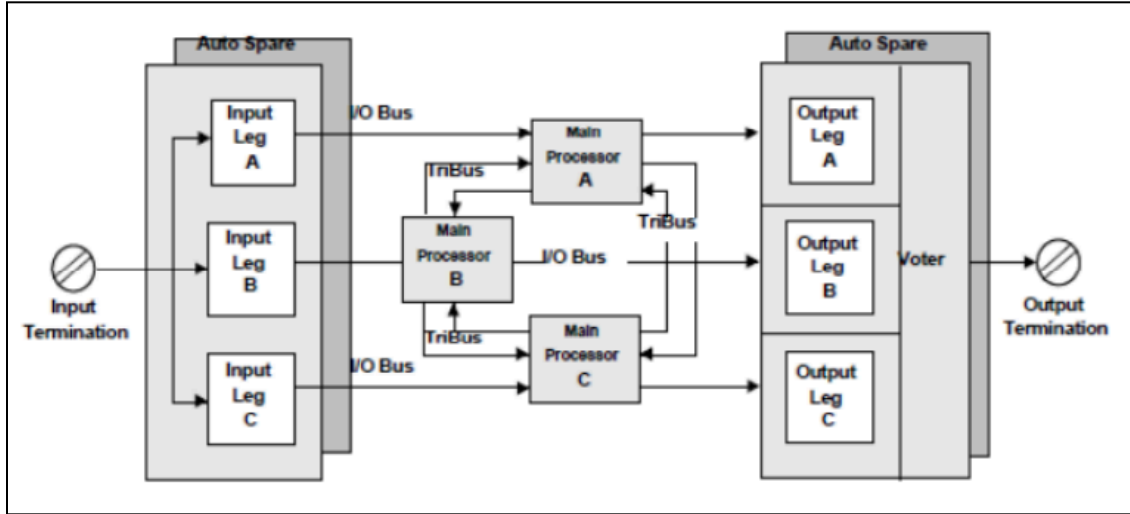 Auto Spare
Input
Leg
A
Input
Leg
B
Input
Leg
C
Input
Termination
I/O Bus
I/O Bus
I/O Bus
TriBus
TriBus
TriBus
Main
Processor
A
Main
Processor
B
Main
Processor
C
Auto Spare
Output
Leg
A
Output
Leg
B
Output
Leg
C
Voter
Output
Termination